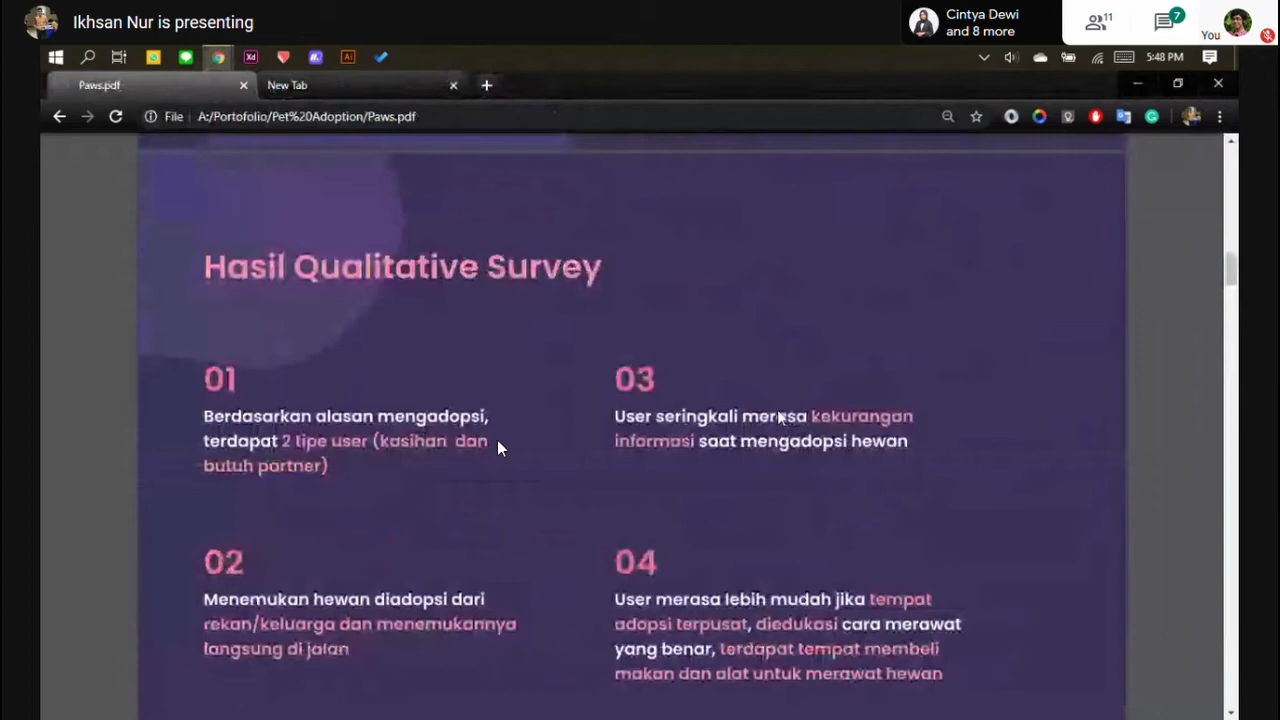 Ikhsan Nur is presenting
Cintya Dewi
and 8 more
11
7
You
Xd
Ai
5:48 PM
Paws.pdf
New Tab
File
A:/Portofolio/Pet%20Adoption/Paws.pdf
Hasil Qualitative Survey
01
Berdasarkan alasan mengadopsi,
terdapat 2 tipe user (kasihan dan
butuh partner)
02
Menemukan hewan diadopsi dari
rekan/keluarga dan menemukannya
langsung di jalan
03
User seringkali merasa kekurangan
informasi saat mengadopsi hewan
04
User merasa lebih mudah jika tempat
adopsi terpusat, diedukasi cara merawat
yang benar, terdapat tempat membeli
makan dan alat untuk merawat hewan